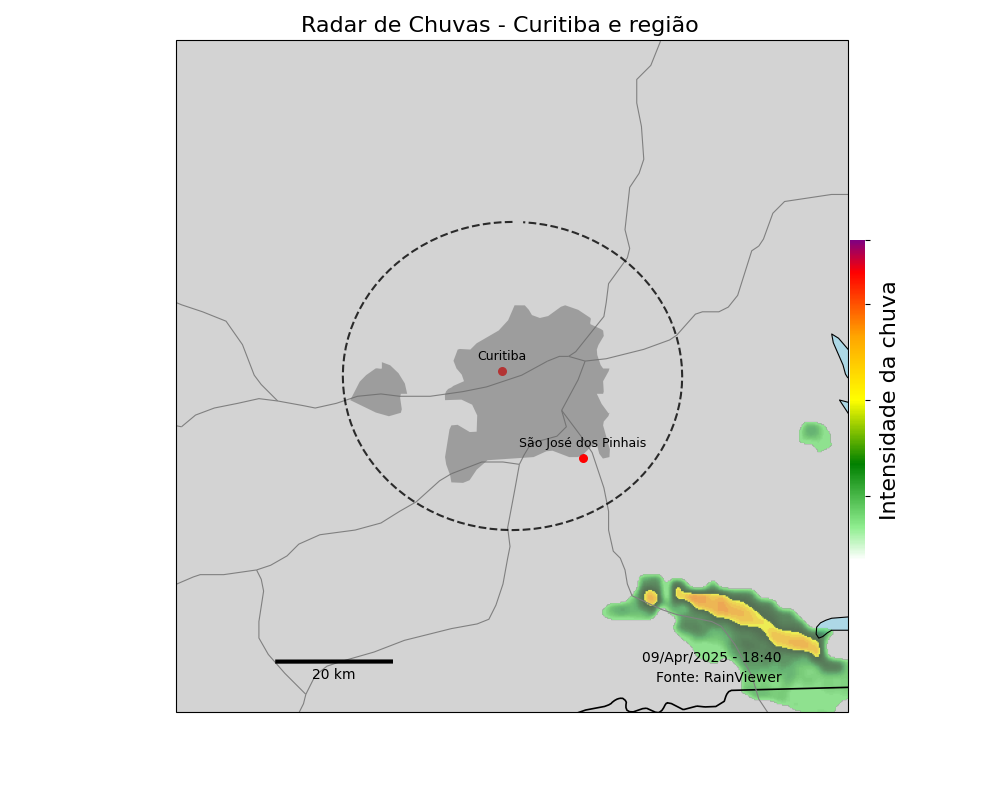 Radar de Chuvas - Curitiba e região
Curitiba
São José dos Pinhais
Intensidade da chuva
09/Apr/2025 - 18:40
Fonte: RainViewer
20 km